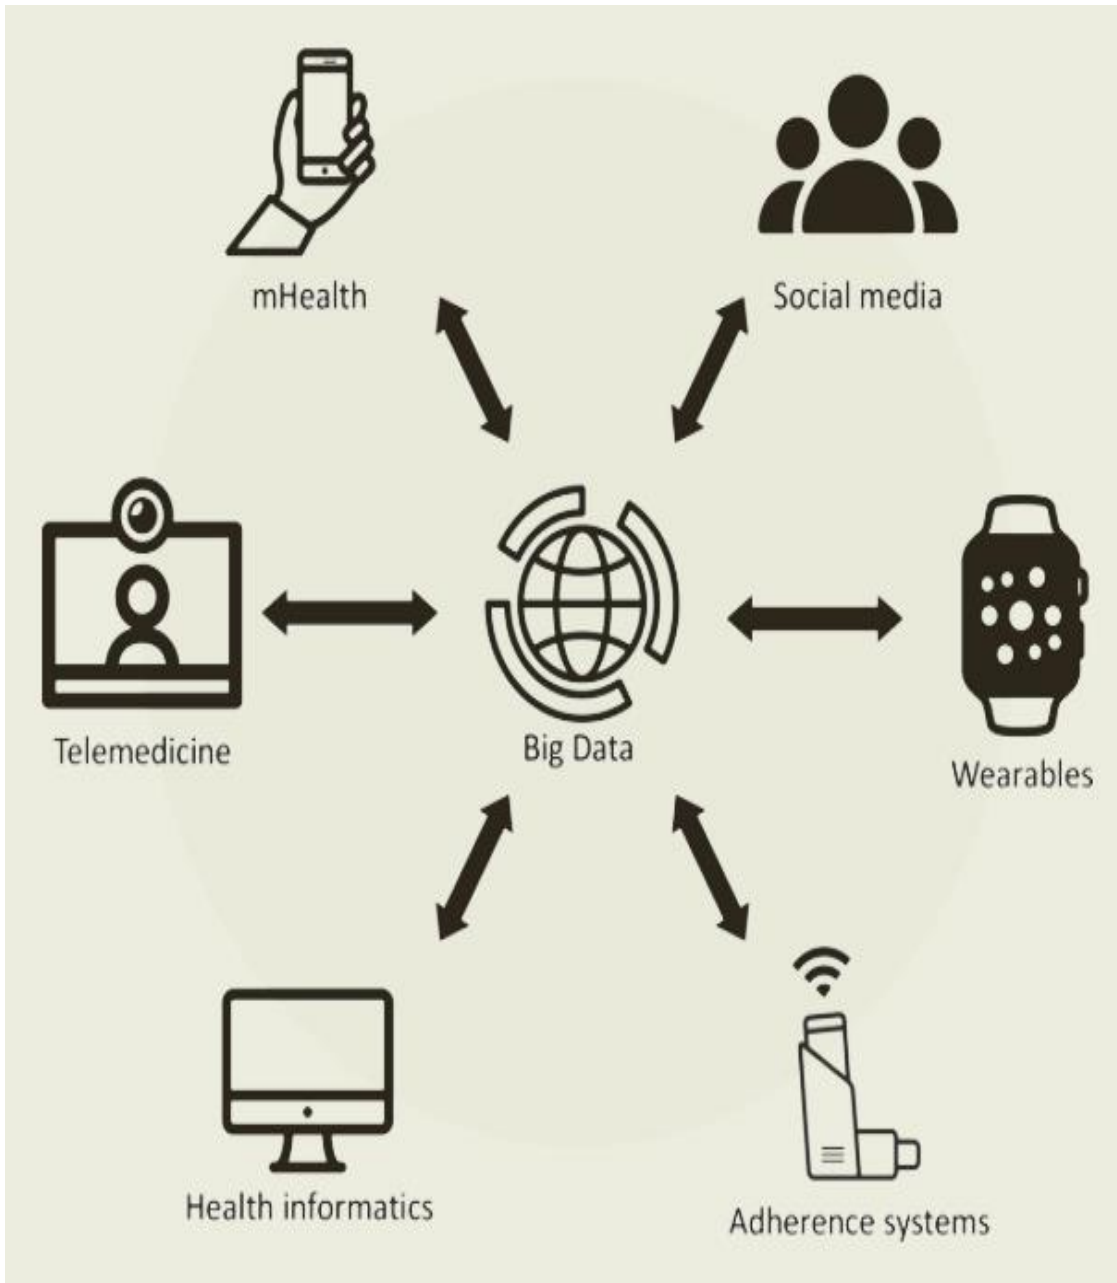 mHealth
Social media
Telemedicine
Big Data
Wearables
Health informatics
Adherence systems